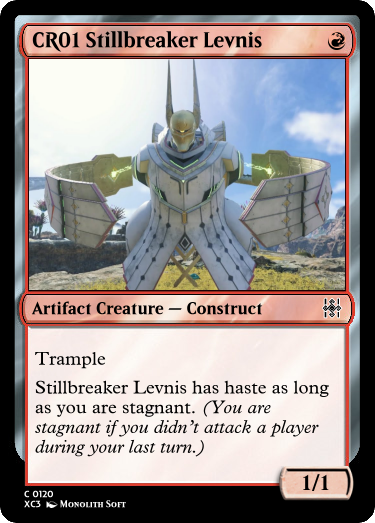 CR01 Stillbreaker Levnis
Artifact Creature — Construct
Trample
Stillbreaker Levnis has haste as long
as you are stagnant. (You are
stagnant if you didn't attack a player
during your last turn.)
1/1
C 0120
XC3 Monolith Soft